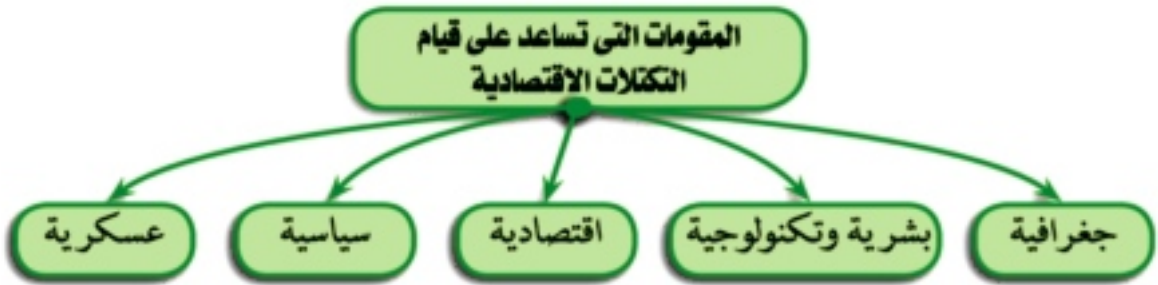 المقومات التى تساعد على قيام
التكتلات الاقتصادية
جغرافية
بشرية وتكنولوجية
اقتصادية
سياسية
عسكرية